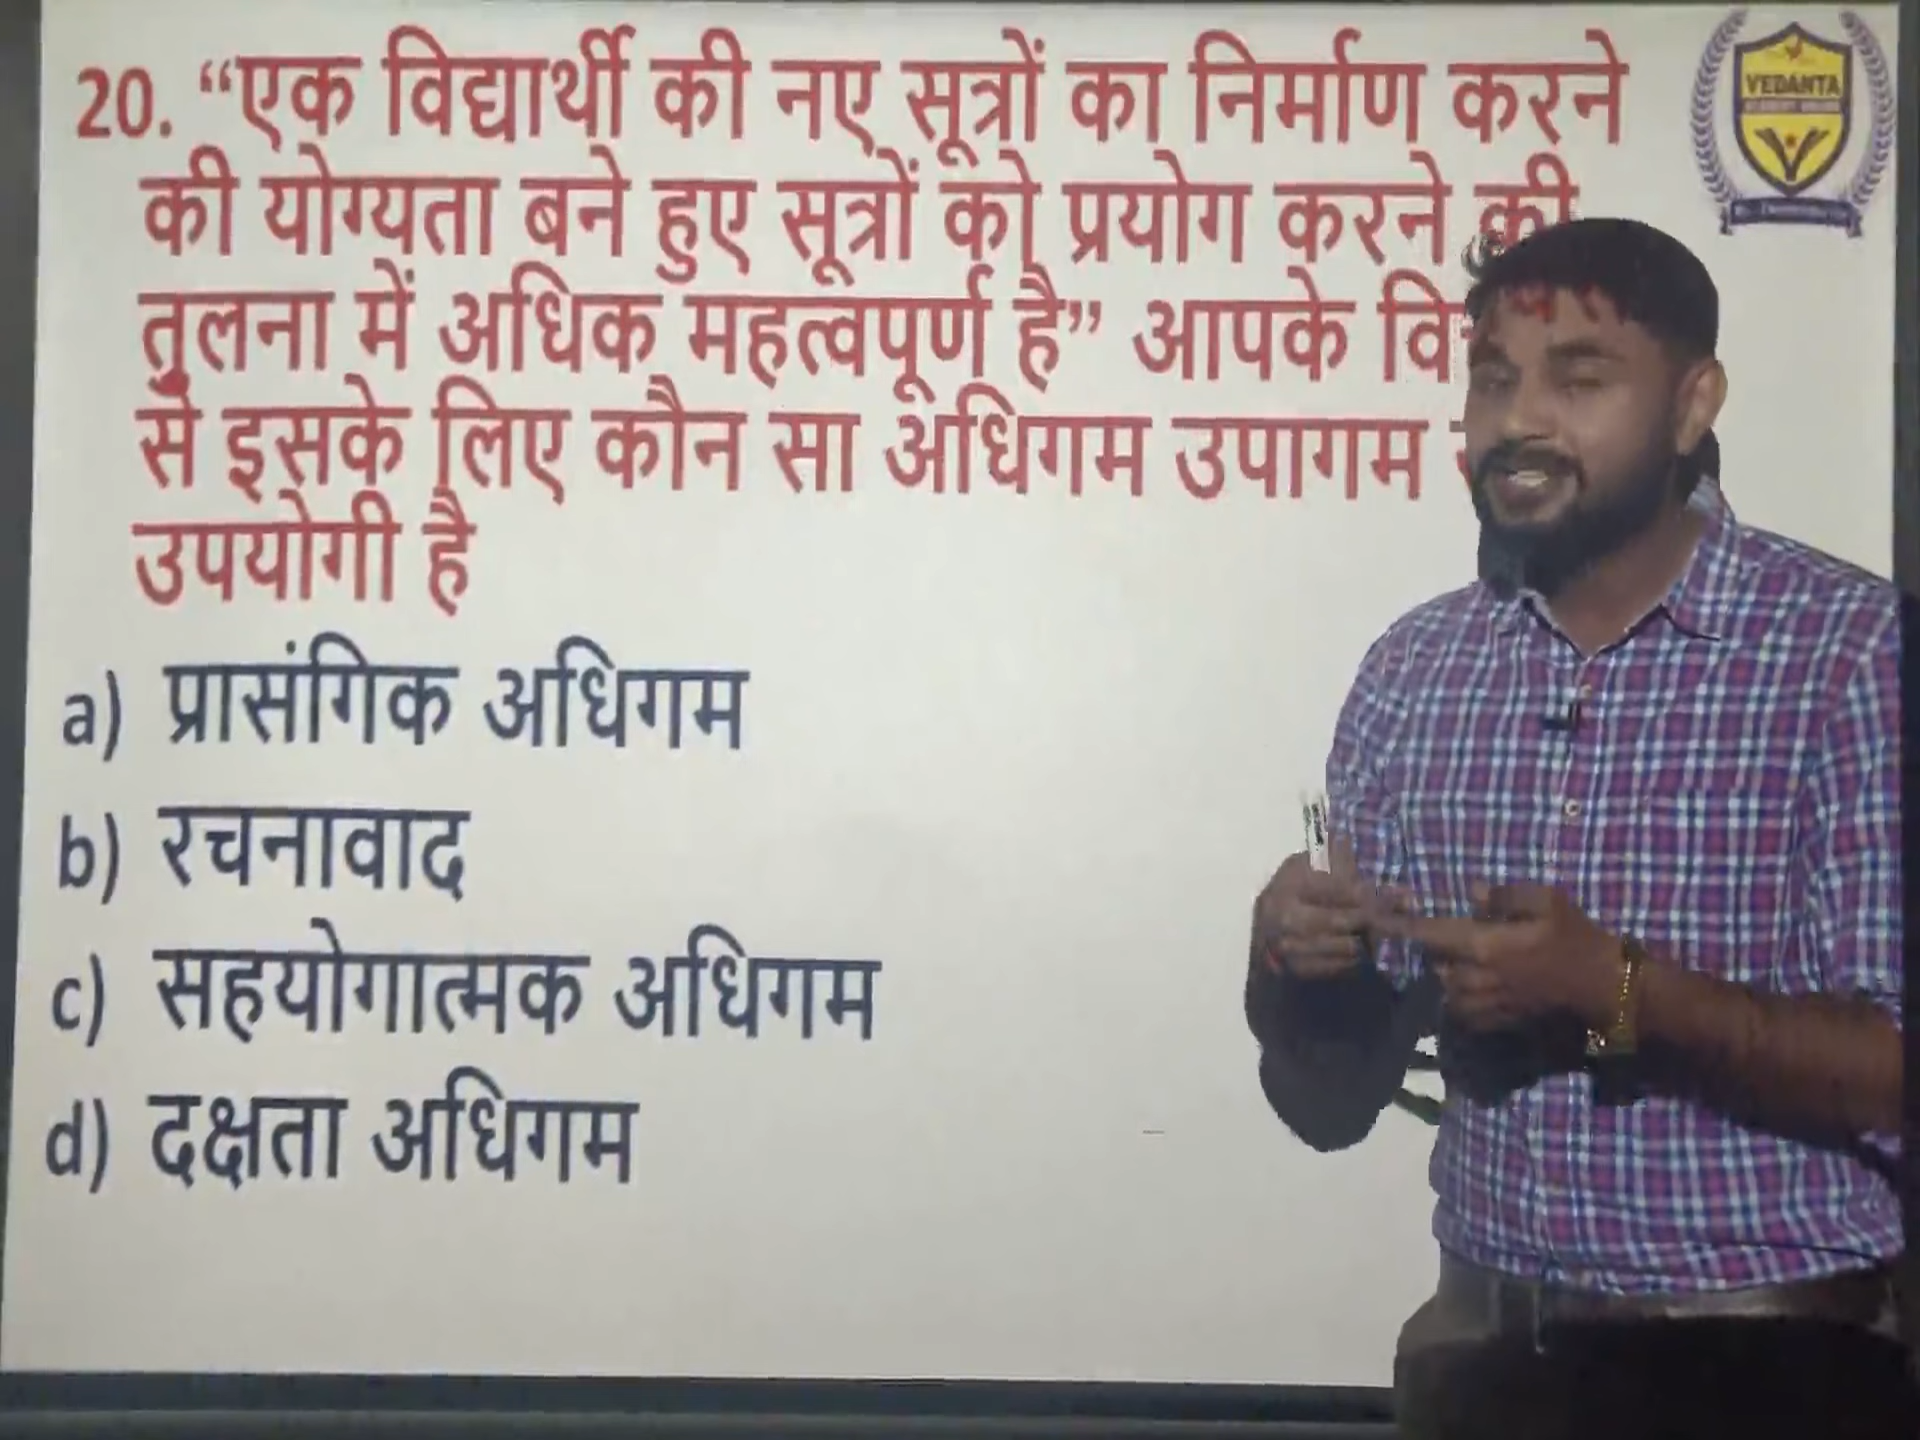 20. “एक विद्यार्थी की नए सूत्रों का निर्माण करने
की योग्यता बने हुए सूत्रों को प्रयोग करने की
तुलना में अधिक महत्वपूर्ण है” आपके
से इसके लिए कौन सा अधिगम उपागम
उपयोगी है
a) प्रासंगिक अधिगम
b) रचनावाद
c) सहयोगात्मक अधिगम
d) दक्षता अधिगम
VEDANTA